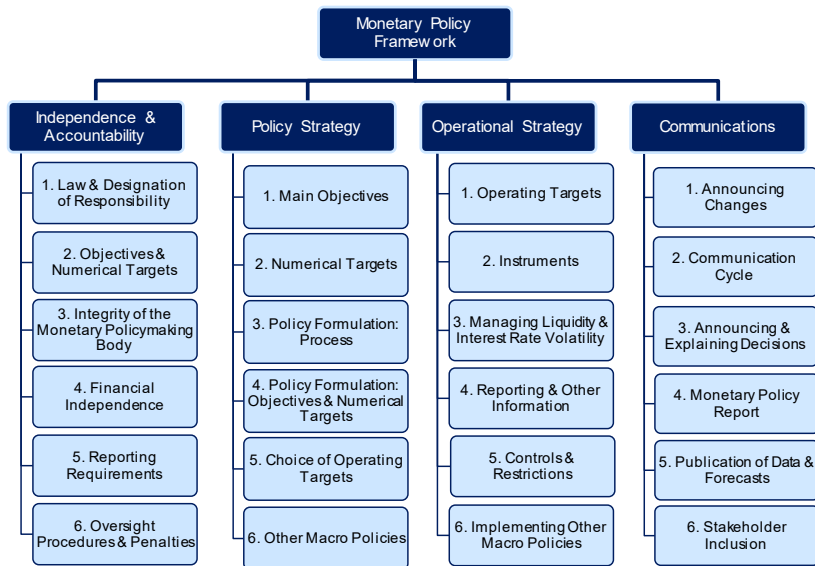 Monetary Policy
Framework
Independence &
Accountability
1. Law & Designation
of Responsibility
2. Objectives &
Numerical Targets
3. Integrity of the
Monetary Policymaking
Body
4. Financial
Independence
5. Reporting
Requirements
6. Oversight
Procedures & Penalties
Policy Strategy
1. Main Objectives
2. Numerical Targets
3. Policy Formulation:
Process
4. Policy Formulation:
Objectives & Numerical
Targets
5. Choice of Operating
Targets
6. Other Macro Policies
Operational Strategy
1. Operating Targets
2. Instruments
3. Managing Liquidity &
Interest Rate Volatility
4. Reporting & Other
Information
5. Controls &
Restrictions
6. Implementing Other
Macro Policies
Communications
1. Announcing
Changes
2. Communication
Cycle
3. Announcing &
Explaining Decisions
4. Monetary Policy
Report
5. Publication of Data &
Forecasts
6. Stakeholder
Inclusion